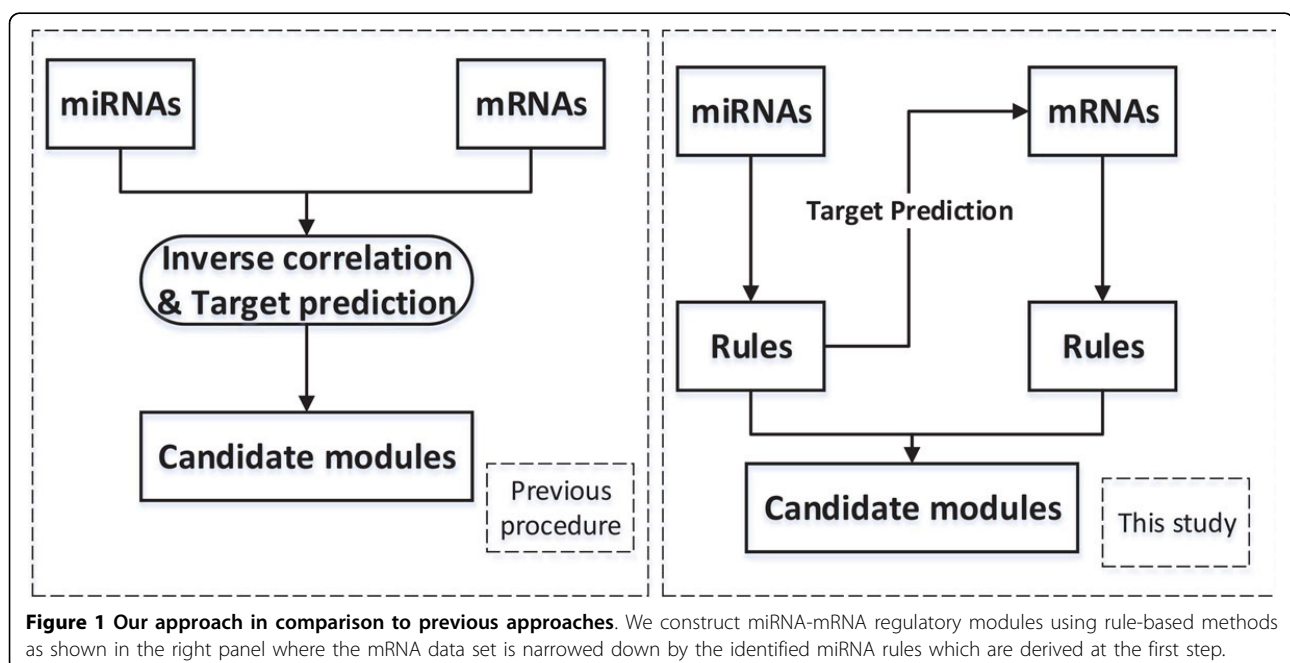 miRNAs
mRNAs
Inverse correlation
& Target prediction
Candidate modules
Previous
procedure
miRNAs
mRNAs
Target Prediction
Rules
Rules
Candidate modules
This study
Figure 1 Our approach in comparison to previous approaches. We construct miRNA-mRNA regulatory modules using rule-based methods
as shown in the right panel where the mRNA data set is narrowed down by the identified miRNA rules which are derived at the first step.